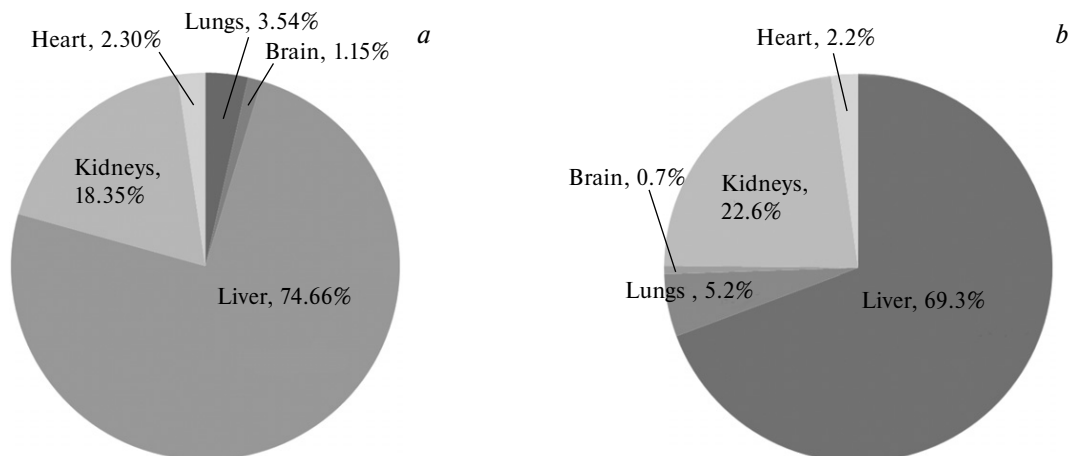 Lungs, 3.54%
Heart, 2.30%
Brain, 1.15%
a
Kidneys,
18.35%
Liver, 74.66%
Heart, 2.2%
b
Brain, 0.7%
Kidneys,
22.6%
Lungs , 5.2%
Liver, 69.3%